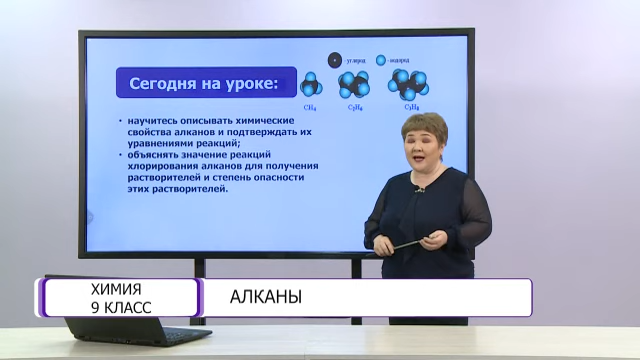 - углерод
- водород
Сегодня на уроке:
CH4
C2H6
C3H8
• научитесь описывать химические
свойства алканов и подтверждать их
уравнениями реакций;
• объяснять значение реакций
хлорирования алканов для получения
растворителей и степень опасности
этих растворителей.
ХИМИЯ
9 КЛАСС
АЛКАНЫ